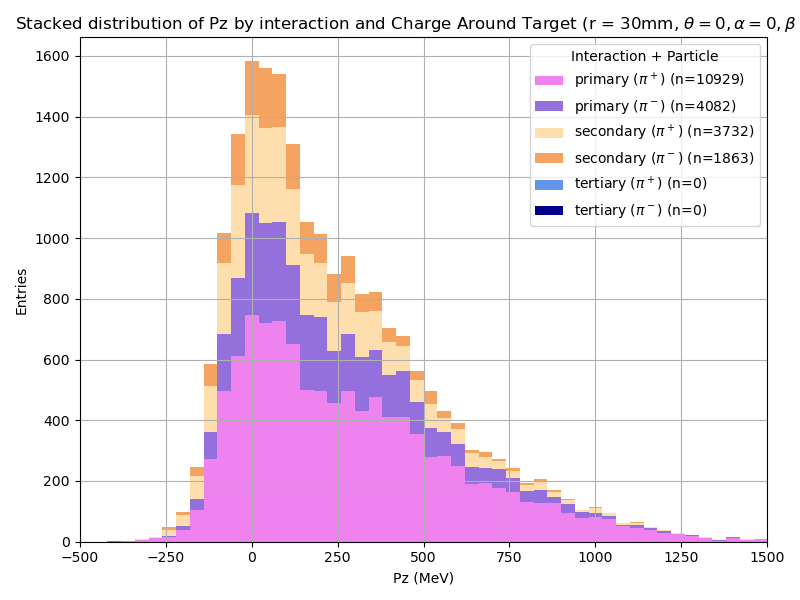 Stacked distribution of Pz by interaction and Charge Around Target (r = 30mm, θ = 0, α = 0, β
1600
1400
1200
1000
800
600
400
200
0
Entries
Interaction + Particle
primary (π⁺) (n=10929)
primary (π⁻) (n=4082)
secondary (π⁺) (n=3732)
secondary (π⁻) (n=1863)
tertiary (π⁺) (n=0)
tertiary (π⁻) (n=0)
−500 −250 0 250 500 750 1000 1250 1500
Pz (MeV)